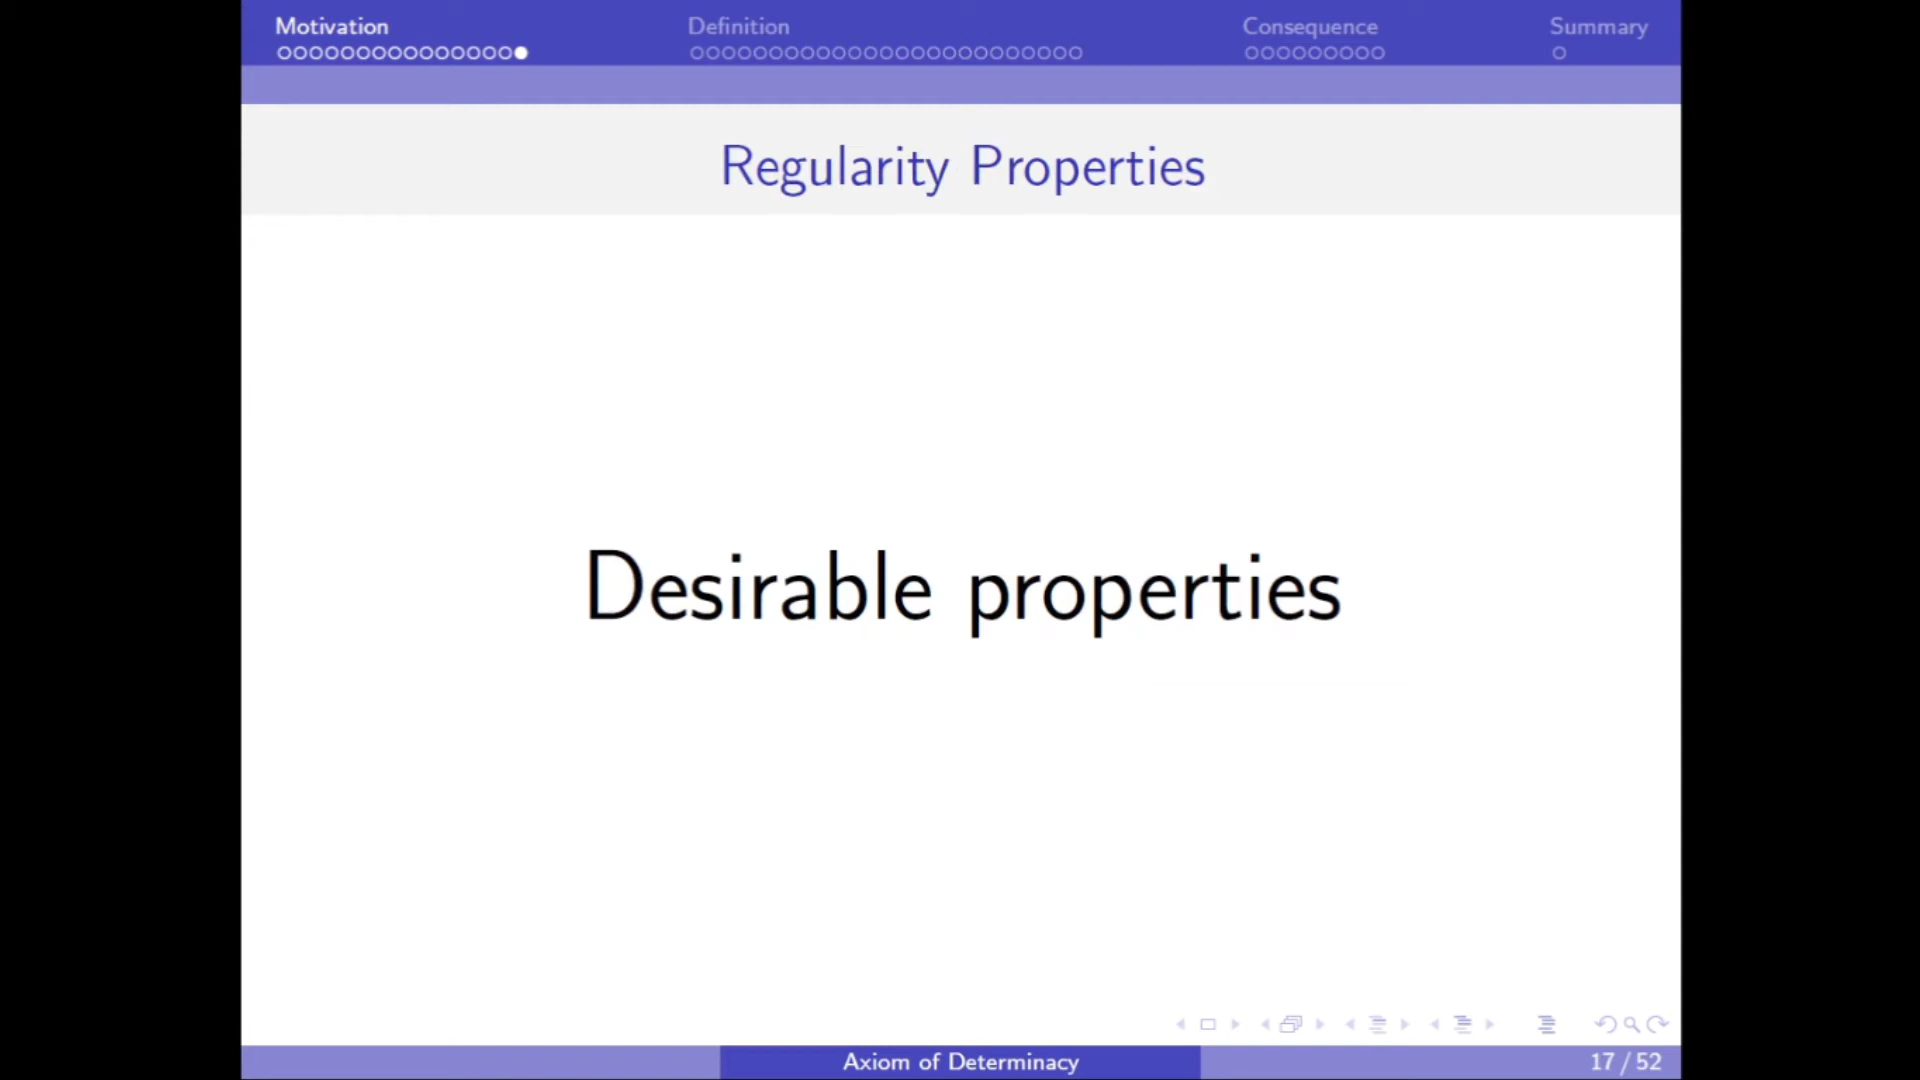 Motivation Definition Consequence Summary
Regularity Properties
Desirable properties
Axiom of Determinacy 17 / 52